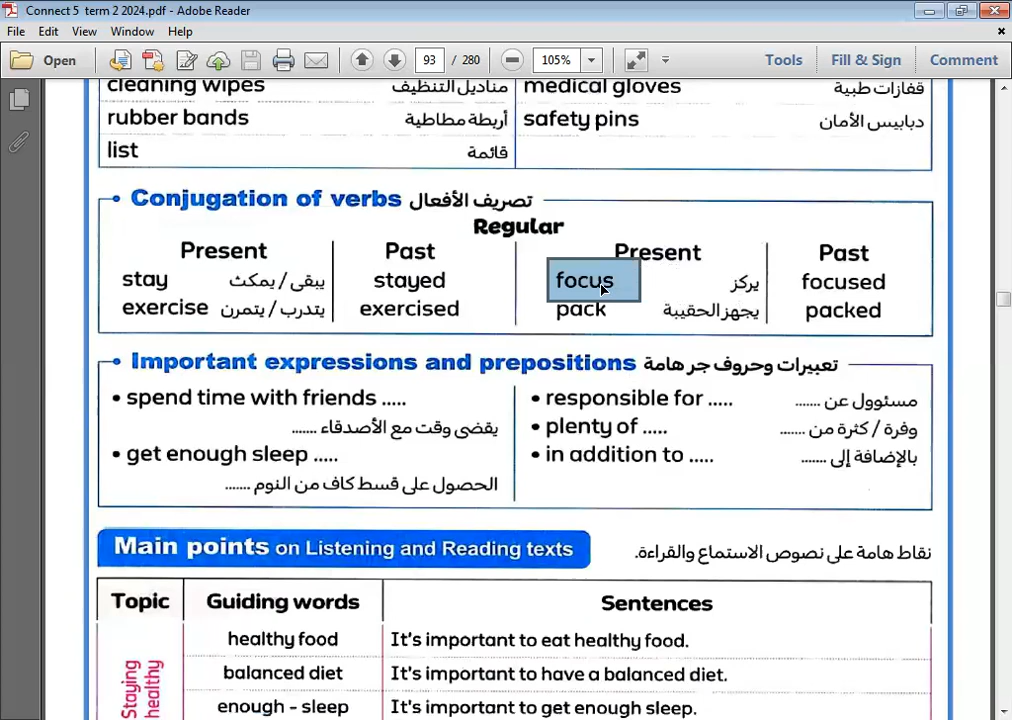 Connect 5 term 2 2024.pdf - Adobe Reader
File Edit View Window Help
Open 93 / 280 105% Tools Fill & Sign Comment
cleaning wipes مناديل التنظيف medical gloves قفازات طبية
rubber bands أربطة مطاطية safety pins دبابيس الأمان
list قائمة
Conjugation of verbs تصريف الأفعال
Regular
Present Past Present Past
stay يبقى / يمكث stayed focus يركز focused
exercise يتدرب / يتمرن exercised pack يجهز الحقيبة packed
Important expressions and prepositions تعبيرات وحروف جر هامة
• spend time with friends ..... • responsible for ..... مسئوول عن .......
يقضى وقت مع الأصدقاء ....... • plenty of ..... وفرة / كثرة من .......
• get enough sleep ..... • in addition to ..... بالإضافة إلى .......
الحصول على قسط كاف من النوم .......
Main points on Listening and Reading texts نقاط هامة على نصوص الاستماع والقراءة.
Topic Guiding words Sentences
Staying healthy
healthy food It's important to eat healthy food.
balanced diet It's important to have a balanced diet.
enough - sleep It's important to get enough sleep.